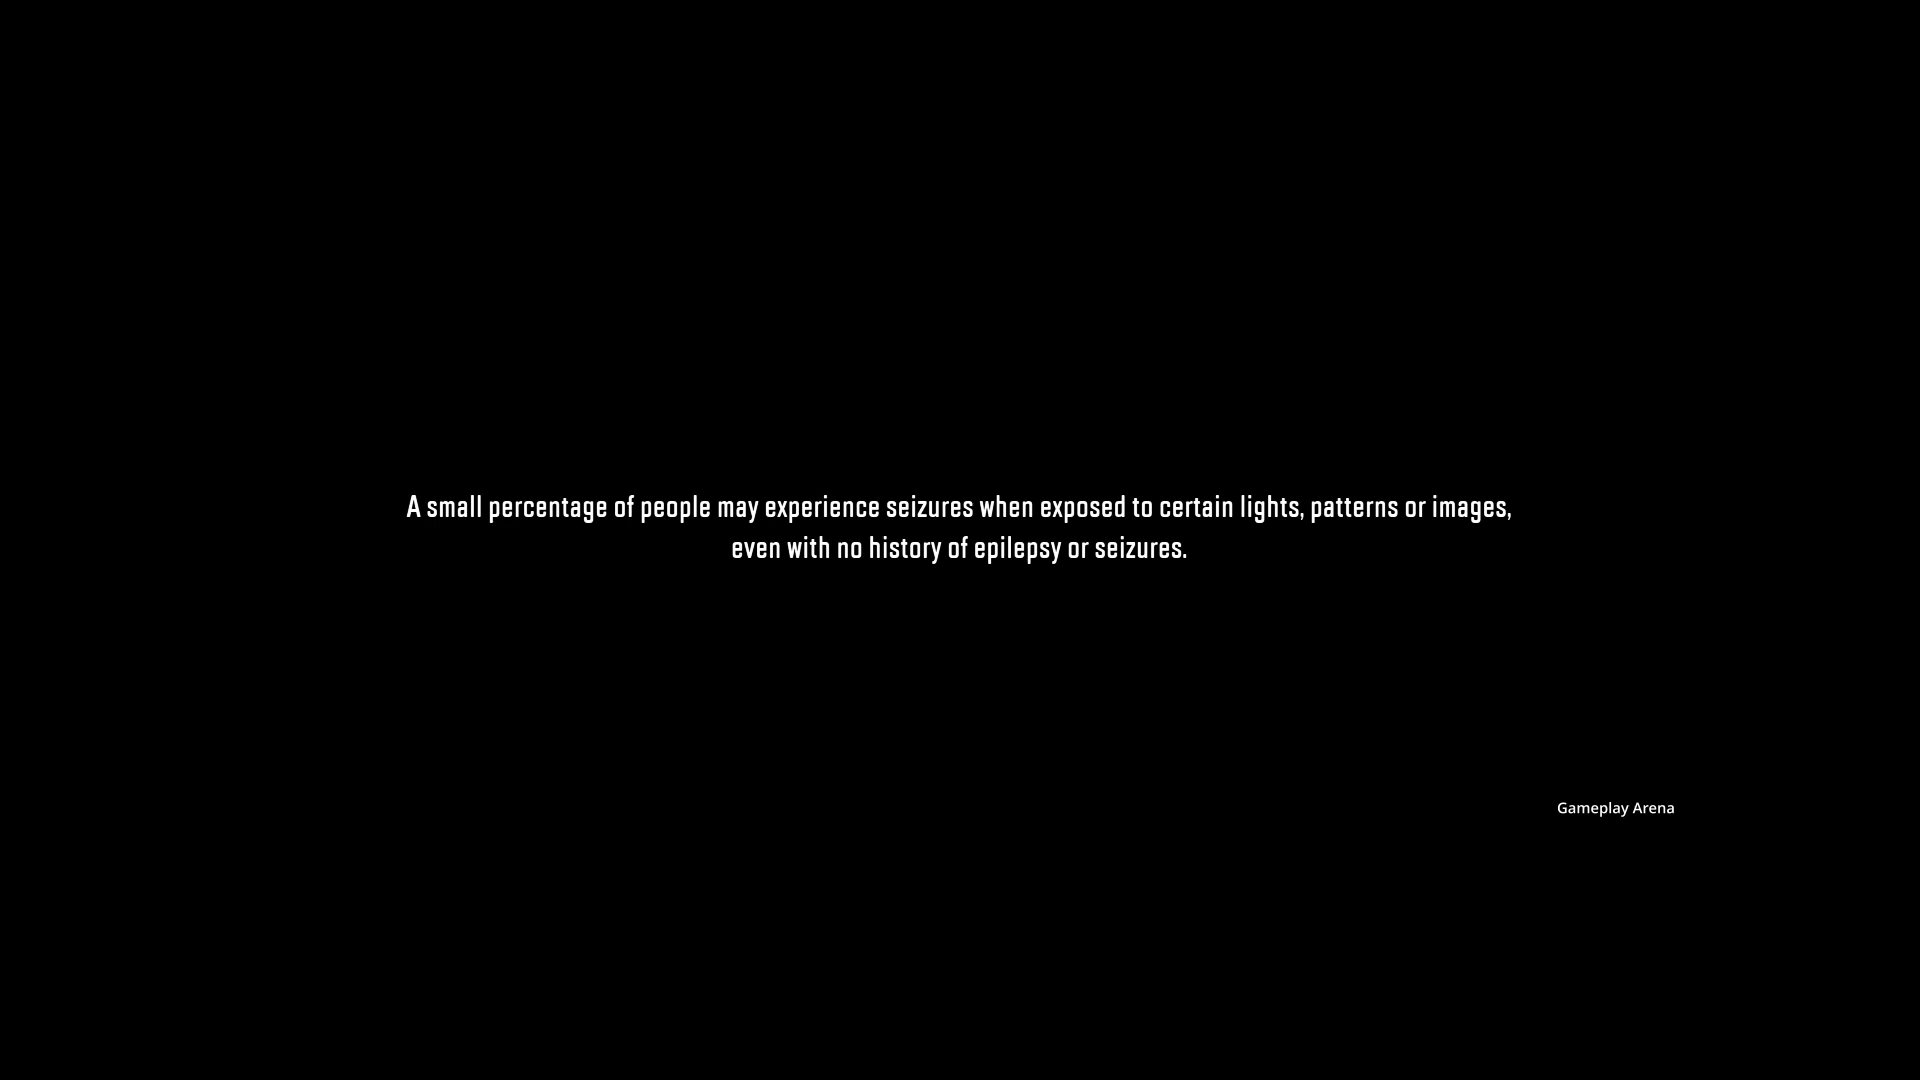 A small percentage of people may experience seizures when exposed to certain lights, patterns or images,
even with no history of epilepsy or seizures.
Gameplay Arena